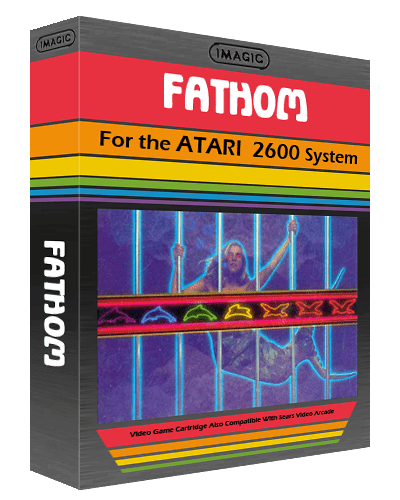 IMAGIC
IMAGIC
FATHOM
For the ATARI 2600 System
FATHOM
Video Game Cartridge Also Compatible With Sears Video Arcade